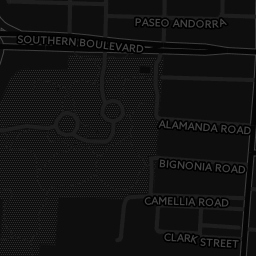 PASEO ANDORRA
SOUTHERN BOULEVARD
ALAMANDA ROAD
BIGNONIA ROAD
CAMELLIA ROAD
CLARK STREET